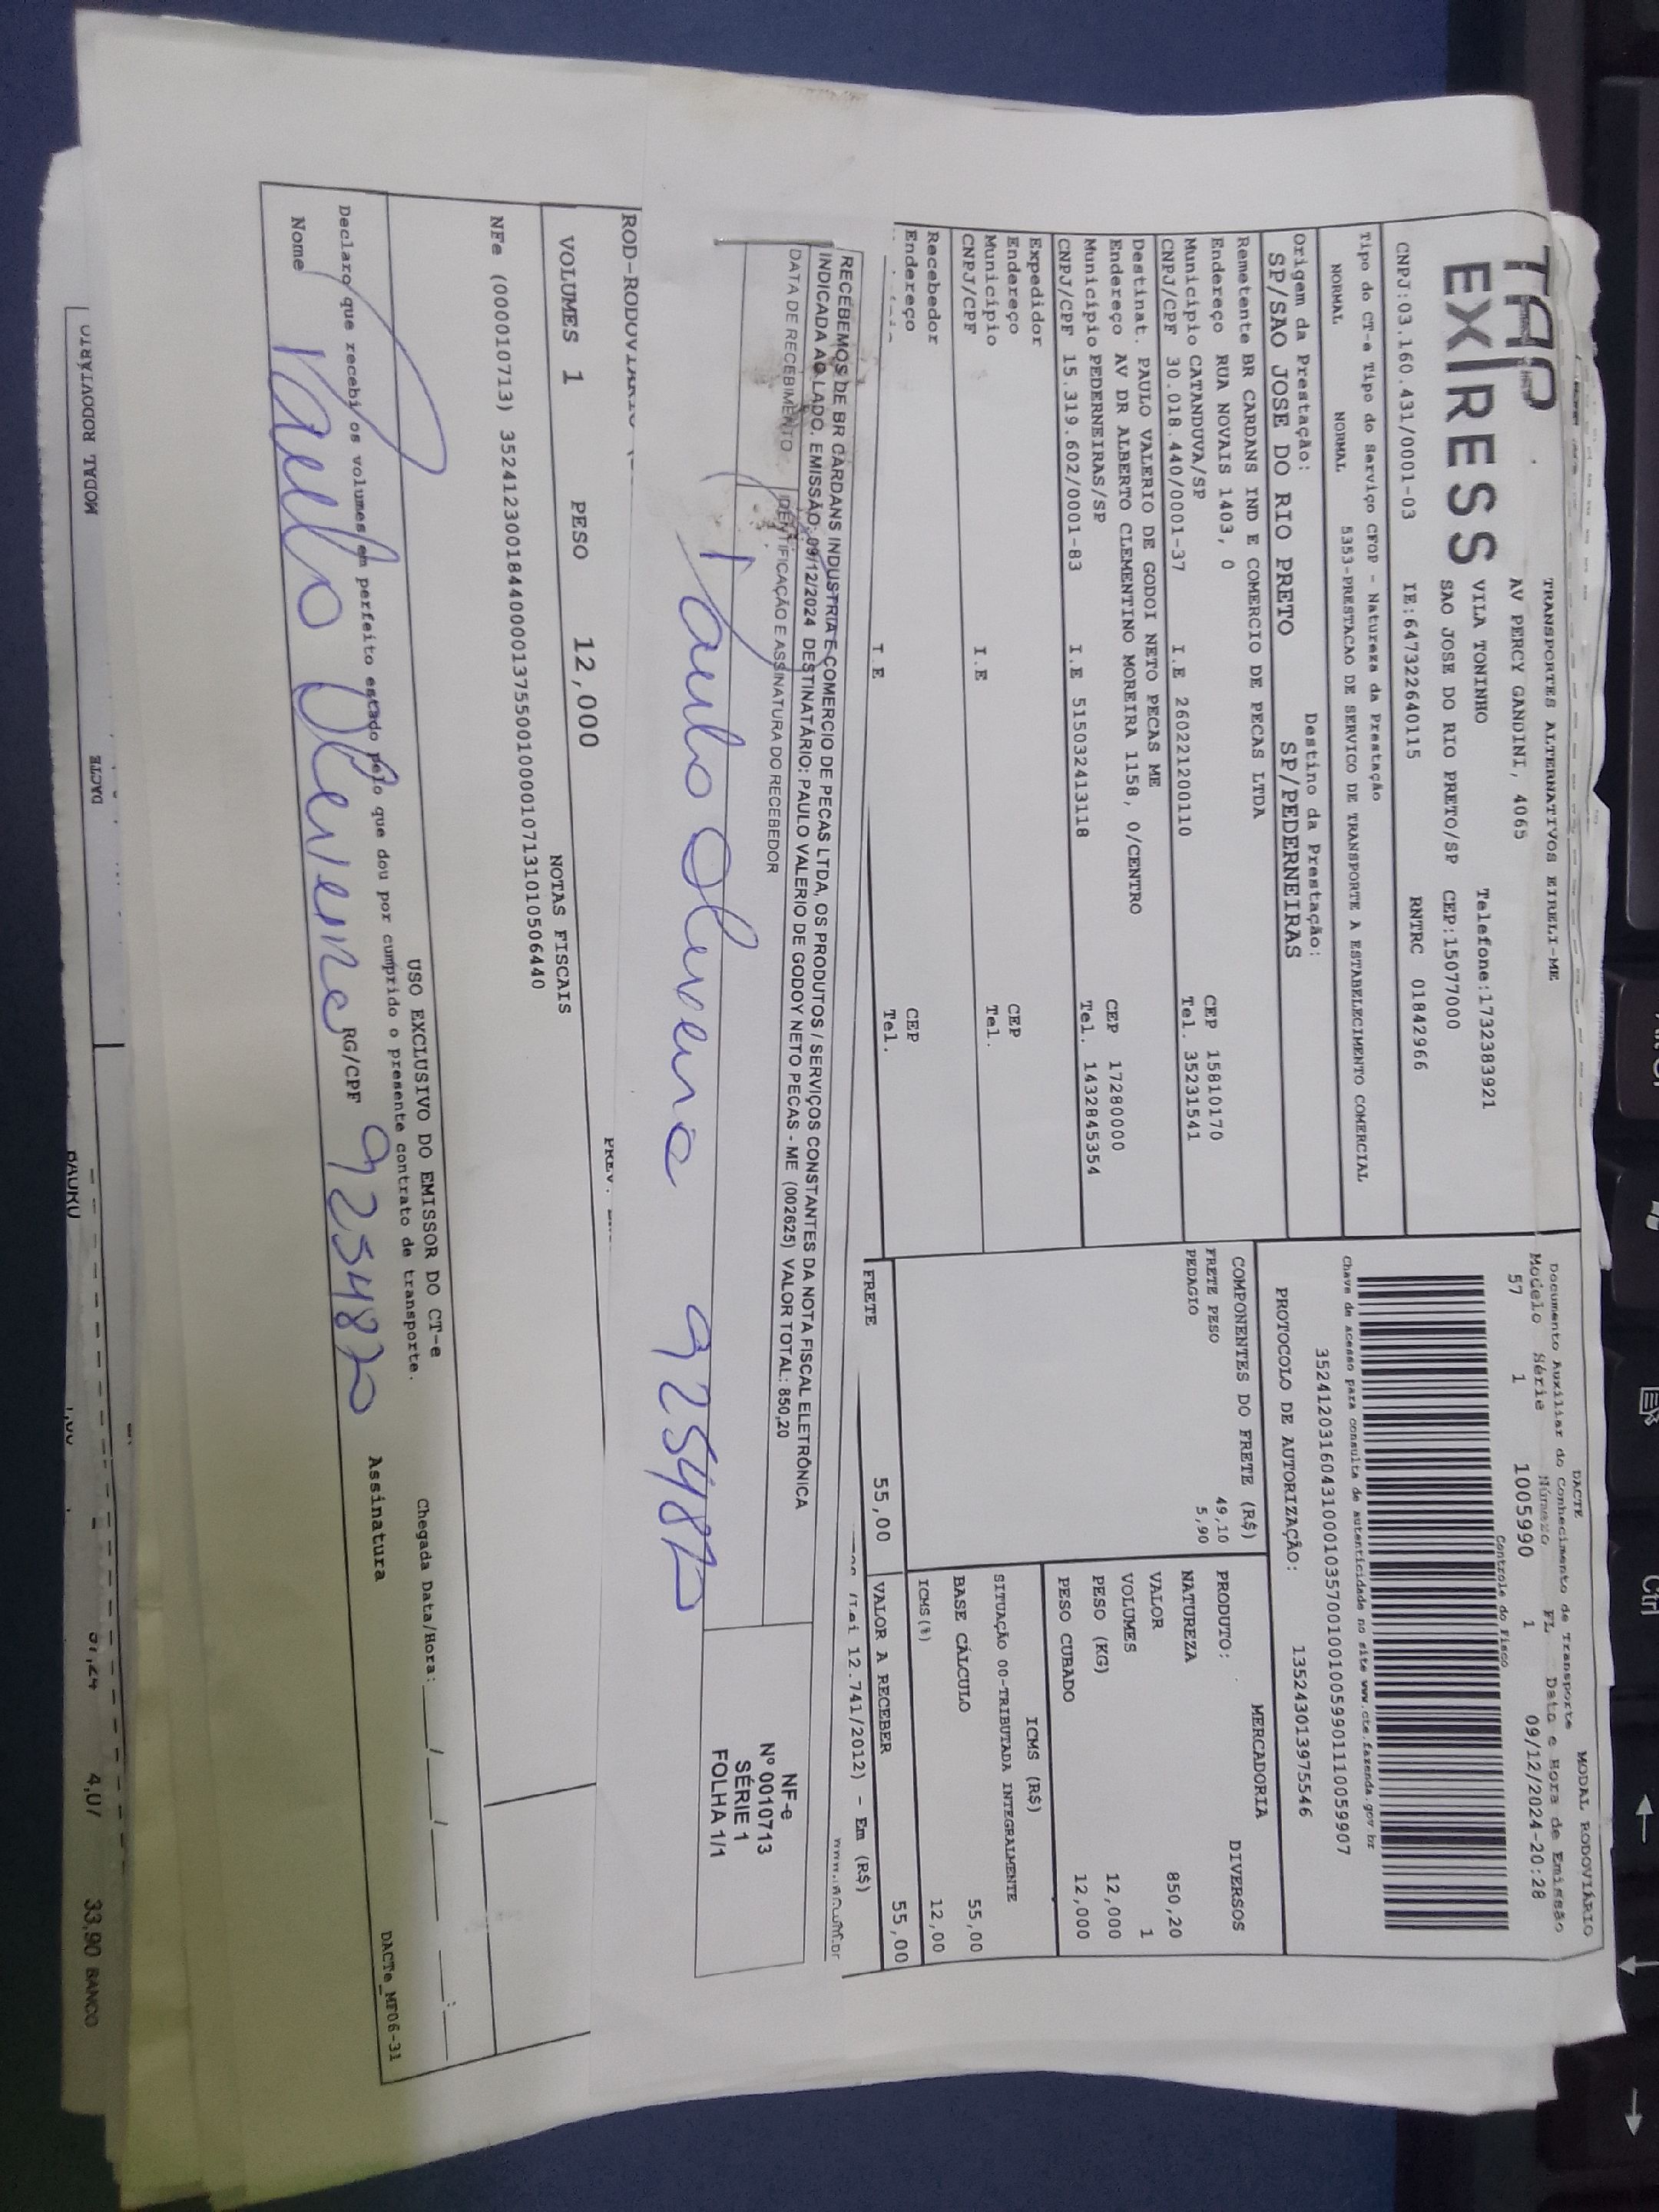 TAP
EXPRESS
TRANSPORTES ALTERNATIVOS EIRELI-ME
AV PERCY GANDINI, 4065
VILA TONINHO Telefone:1732383921
SAO JOSE DO RIO PRETO/SP CEP:15077000
CNPJ:03.160.431/0001-03 IE:647322640115 RNTRC 01842966
Tipo do CT-e Tipo do Serviço CFOP - Natureza da Prestação
NORMAL NORMAL 5353-PRESTACAO DE SERVICO DE TRANSPORTE A ESTABELECIMENTO COMERCIAL
Origem da Prestação: Destino da Prestação:
SP/SAO JOSE DO RIO PRETO SP/PEDERNEIRAS
Remetente BR CARDANS IND E COMERCIO DE PECAS LTDA
Endereço RUA NOVAIS 1403, 0 CEP 15810170
Município CATANDUVA/SP Tel. 35231541
CNPJ/CPF 30.018.440/0001-37 I.E 260221200110
Destinat. PAULO VALERIO DE GODOI NETO PECAS ME
Endereço AV DR ALBERTO CLEMENTINO MOREIRA 1158, 0/CENTRO CEP 17280000
Município PEDERNEIRAS/SP Tel. 1432845354
CNPJ/CPF 15.319.602/0001-83 I.E 515032413118
Expedidor
Endereço CEP
Município Tel.
CNPJ/CPF I.E
Recebedor
Endereço CEP
Tel.
I.E
DACTE MODAL RODOVIÁRIO
Documento Auxiliar do Conhecimento de Transporte
Modelo Série Número FL Data e Hora de Emissão
57 1 1005990 1 09/12/2024-20:28
Controle do Fisco
Chave de acesso para consulta de autenticidade no site www.cte.fazenda.gov.br
35241203160431000103570010010059901110059907
PROTOCOLO DE AUTORIZAÇÃO: 135243013975546
COMPONENTES DO FRETE (R$)
FRETE PESO 49,10
PEDAGIO 5,90
MERCADORIA
PRODUTO: DIVERSOS
NATUREZA
VALOR 850,20
VOLUMES 1
PESO (KG) 12,000
PESO CUBADO 12,000
ICMS (R$)
SITUAÇÃO 00-TRIBUTADA INTEGRALMENTE
BASE CÁLCULO 55,00
ICMS(%) 12,00
FRETE 55,00 VALOR A RECEBER 55,00
12.741/2012) - Em (R$)
RECEBEMOS DE BR CARDANS INDUSTRIA E COMERCIO DE PECAS LTDA, OS PRODUTOS / SERVIÇOS CONSTANTES DA NOTA FISCAL ELETRÔNICA
INDICADA AO LADO. EMISSÃO: 09/12/2024 DESTINATÁRIO: PAULO VALERIO DE GODOY NETO PECAS - ME (002625) VALOR TOTAL: 850,20
DATA DE RECEBIMENTO IDENTIFICAÇÃO E ASSINATURA DO RECEBEDOR
NF-e
Nº 0010713
SÉRIE 1
FOLHA 1/1
VOLUMES 1 PESO 12,000
NOTAS FISCAIS
NFe (000010713) 35241230018440000137550010000107131010506440
USO EXCLUSIVO DO EMISSOR DO CT-e
Declaro que recebi os volumes em perfeito estado pelo que dou por cumprido o presente contrato de transporte.
Chegada Data/Hora: __/__/__ __:__
Nome RG/CPF Assinatura
DACTe_MF06-31
MODAL RODOVIÁRIO
DACTE
BAURU
4,07
33,90 BANCO
Ctrl